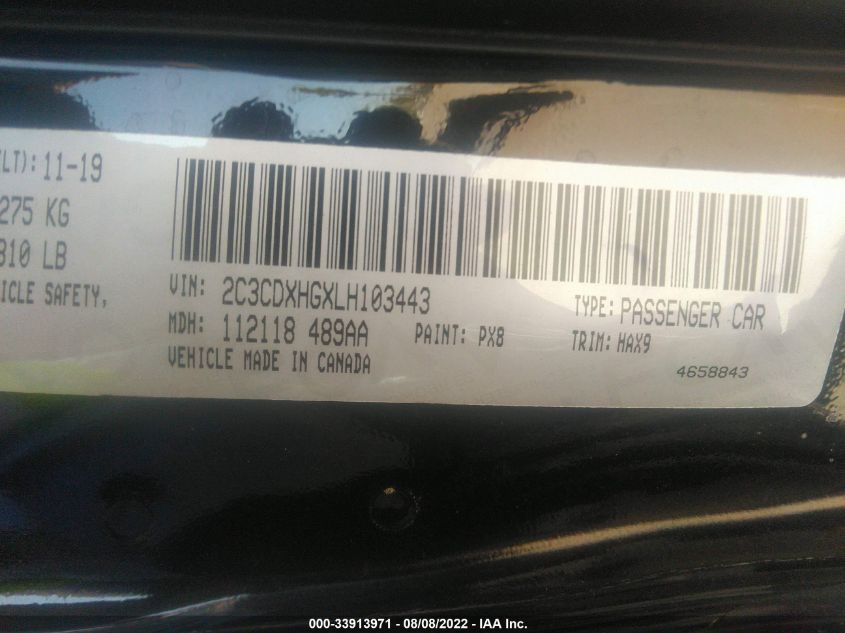 LT): 11-19
275 KG
310 LB
ICLE SAFETY,
VIN: 2C3CDXHGXLH103443
TYPE: PASSENGER CAR
MDH: 112118 489AA
PAINT: PX8
TRIM: HAX9
VEHICLE MADE IN CANADA
4658843
000-33913971 - 08/08/2022 - IAA Inc.